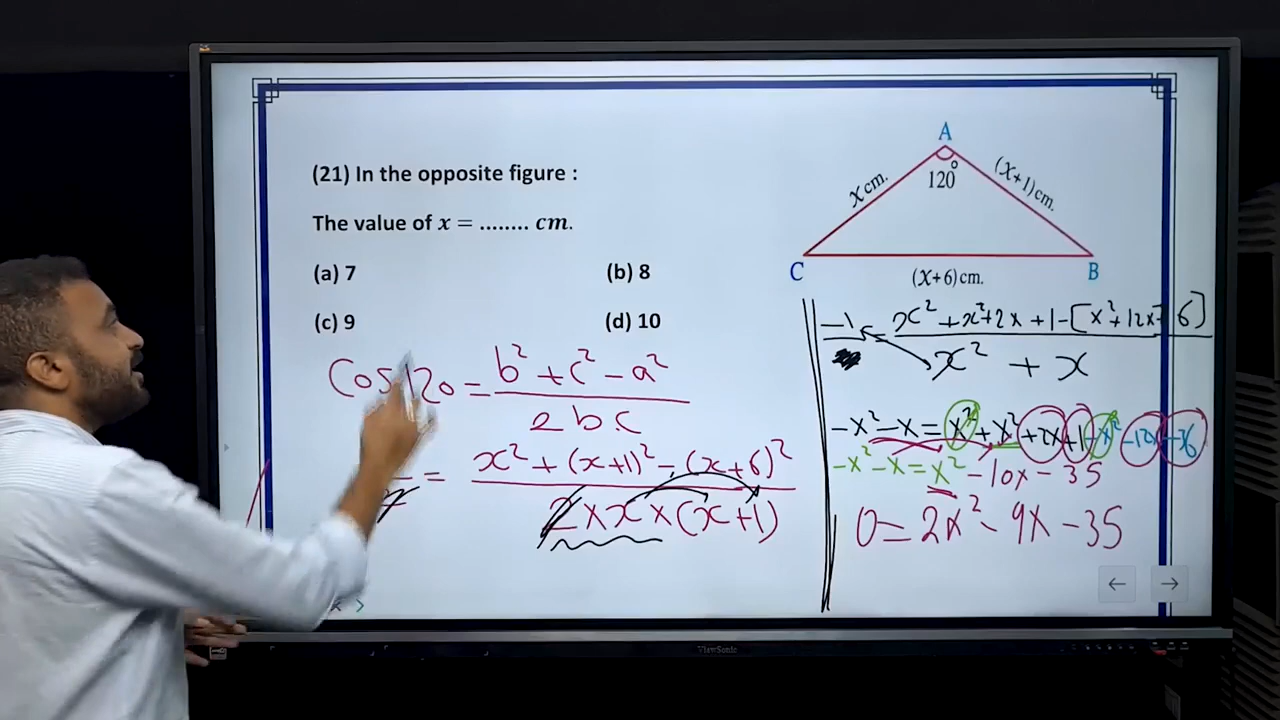 (21) In the opposite figure :
The value of x = ........ cm.
(a) 7
(b) 8
(c) 9
(d) 10
A
120°
x cm.
(x+1) cm.
C
B
(x+6) cm.
Cos 120 = b² + c² - a²
2bc
= x² + (x+1)² - (x+6)²
2 × x × (x+1)
-1 = x² + x² + 2x + 1 - [x² + 12x + 36]
x² + x
-x² - x = x² + x² + 2x + 1 - x² - 12x - 36
-x² - x = x² - 10x - 35
0 = 2x² - 9x - 35
← →
ViewSonic